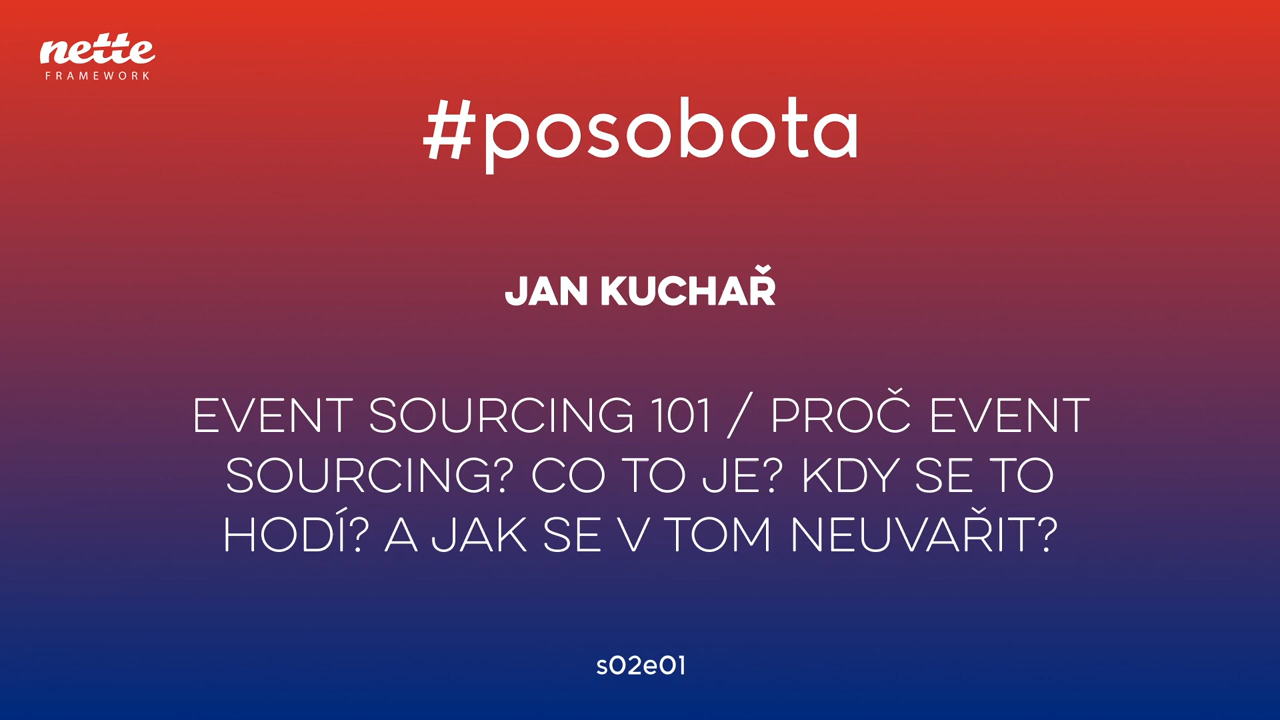 nette
FRAMEWORK
#posobota
JAN KUCHAŘ
EVENT SOURCING 101 / PROČ EVENT
SOURCING? CO TO JE? KDY SE TO
HODÍ? A JAK SE V TOM NEUVAŘIT?
s02e01